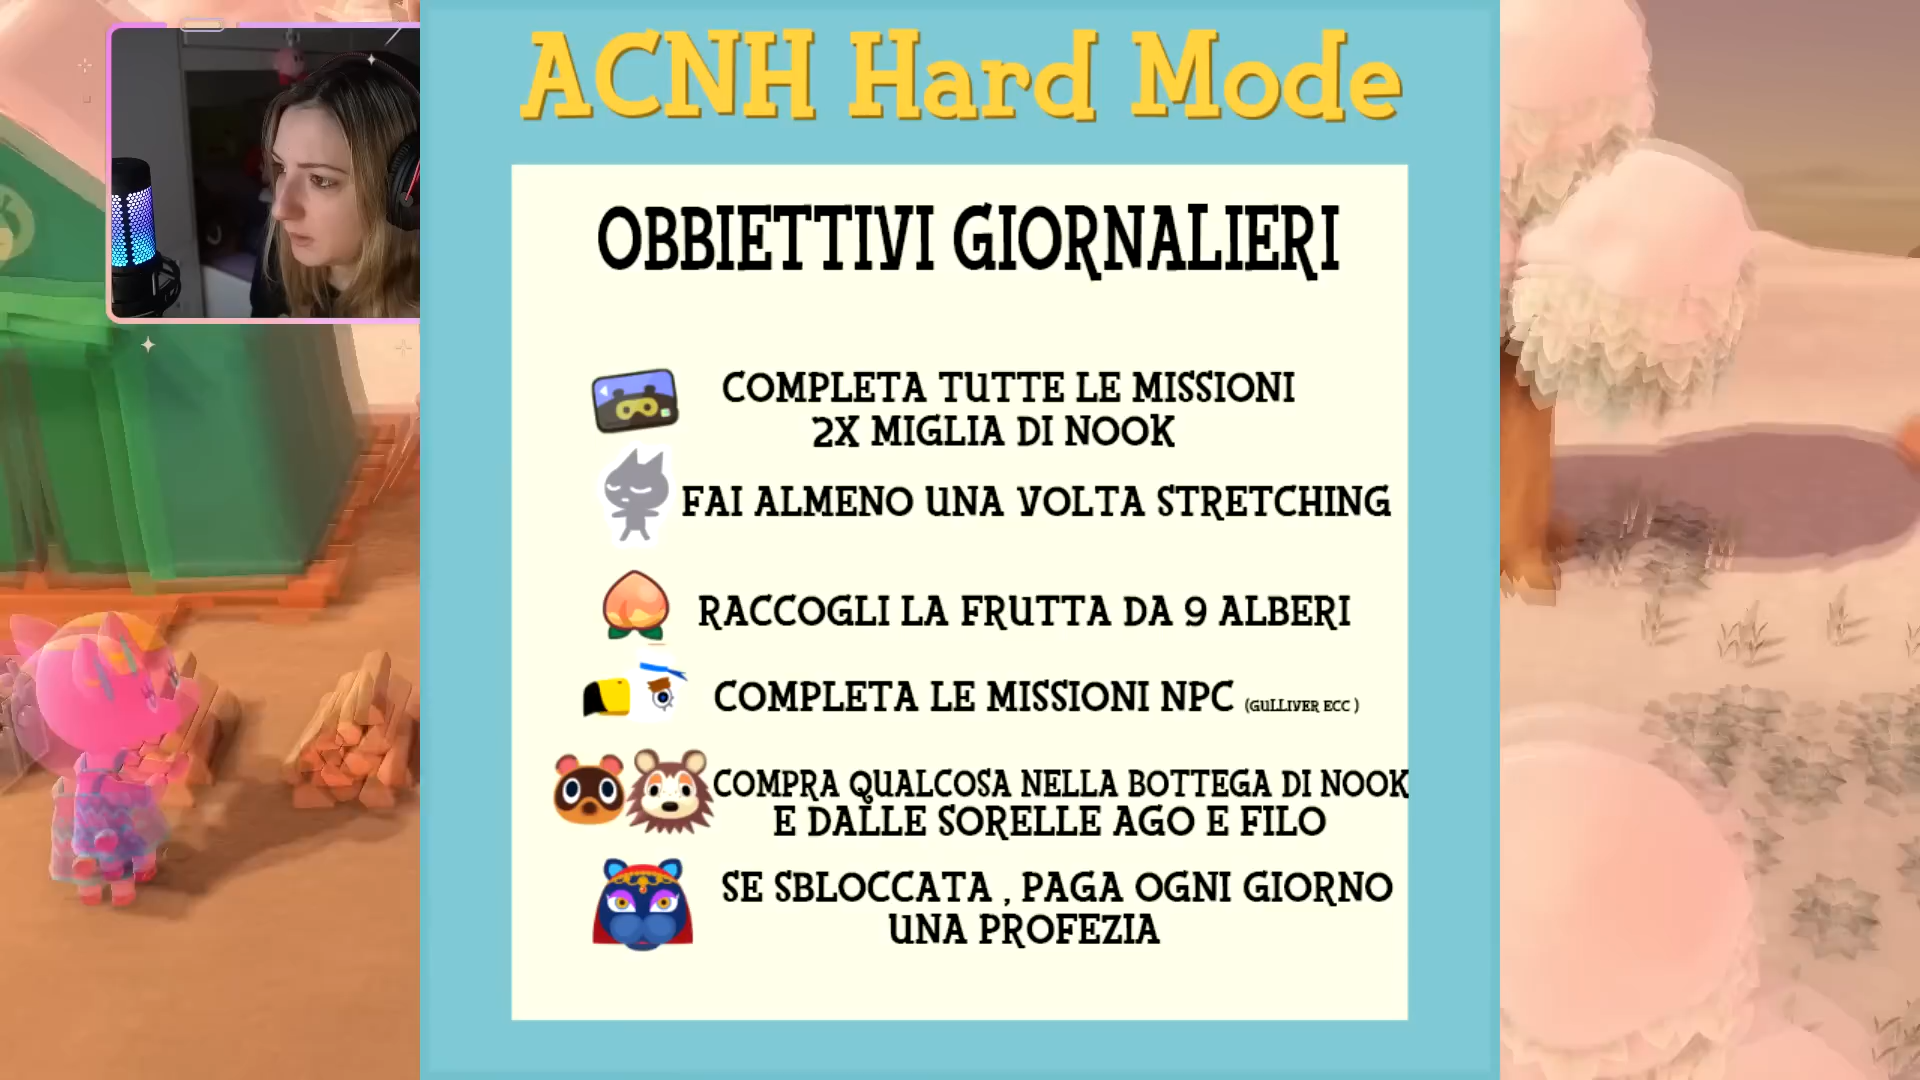 ACNH Hard Mode
OBBIETTIVI GIORNALIERI
COMPLETA TUTTE LE MISSIONI
2X MIGLIA DI NOOK
FAI ALMENO UNA VOLTA STRETCHING
RACCOGLI LA FRUTTA DA 9 ALBERI
COMPLETA LE MISSIONI NPC (GULLIVER ECC )
COMPRA QUALCOSA NELLA BOTTEGA DI NOOK
E DALLE SORELLE AGO E FILO
SE SBLOCCATA , PAGA OGNI GIORNO
UNA PROFEZIA